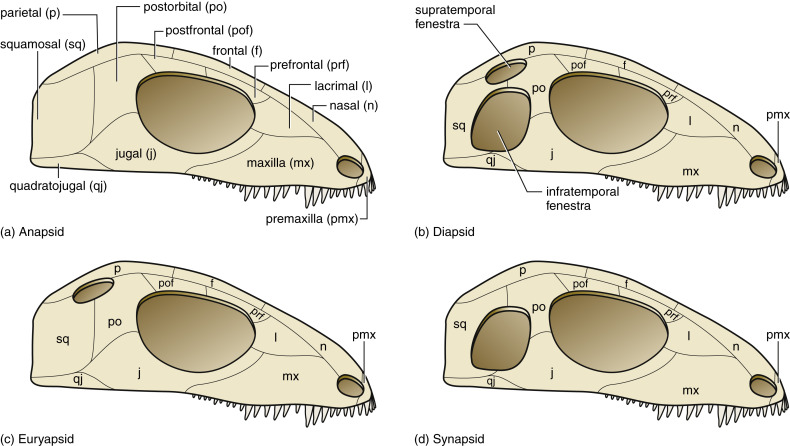 parietal (p)
postorbital (po)
squamosal (sq)
postfrontal (pof)
frontal (f)
prefrontal (prf)
lacrimal (l)
nasal (n)
jugal (j)
maxilla (mx)
quadratojugal (qj)
premaxilla (pmx)
(a) Anapsid
supratemporal
fenestra
p
pof
f
po
prf
pmx
sq
l
n
qj
j
mx
infratemporal
fenestra
(b) Diapsid
p
pof
f
po
prf
pmx
sq
l
n
qj
j
mx
(c) Euryapsid
p
pof
f
po
prf
pmx
sq
l
n
qj
j
mx
(d) Synapsid